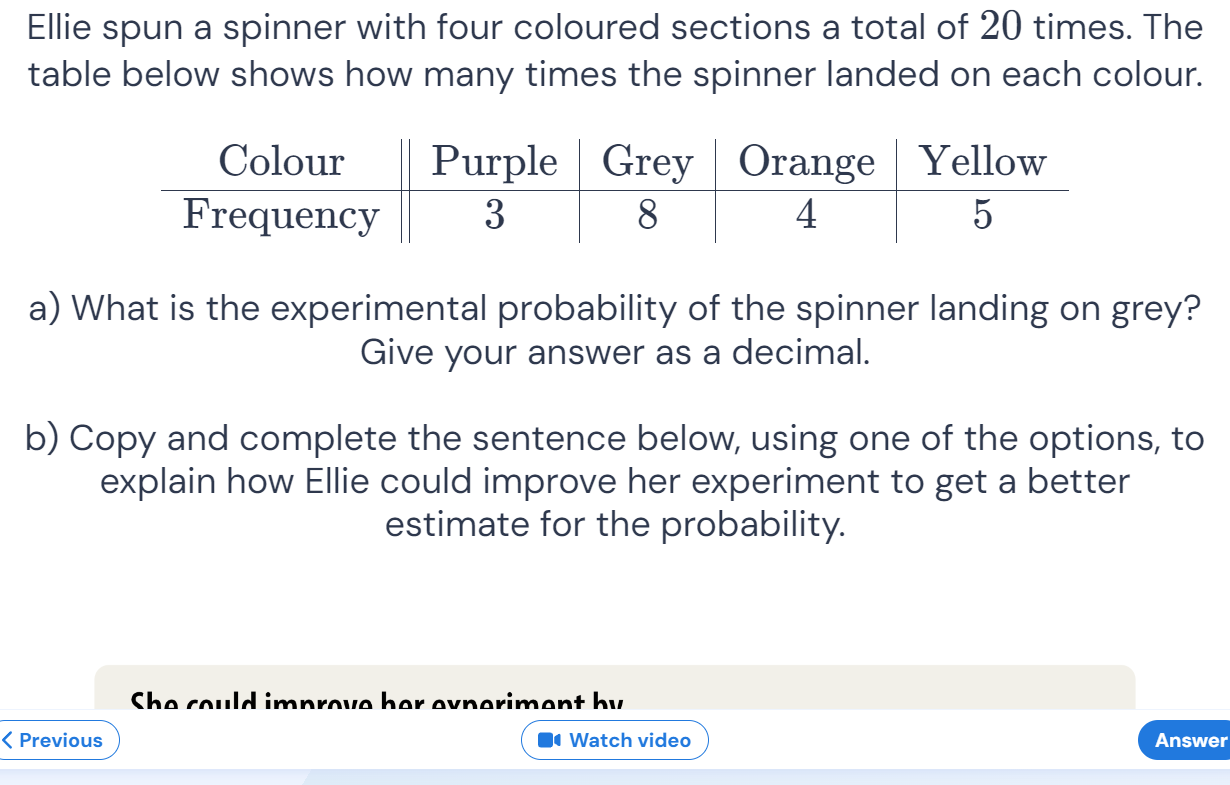 Ellie spun a spinner with four coloured sections a total of 20 times. The
table below shows how many times the spinner landed on each colour.
Colour Purple Grey Orange Yellow
Frequency 3 8 4 5
a) What is the experimental probability of the spinner landing on grey?
Give your answer as a decimal.
b) Copy and complete the sentence below, using one of the options, to
explain how Ellie could improve her experiment to get a better
estimate for the probability.
She could improve her experiment by
Previous Watch video Answer